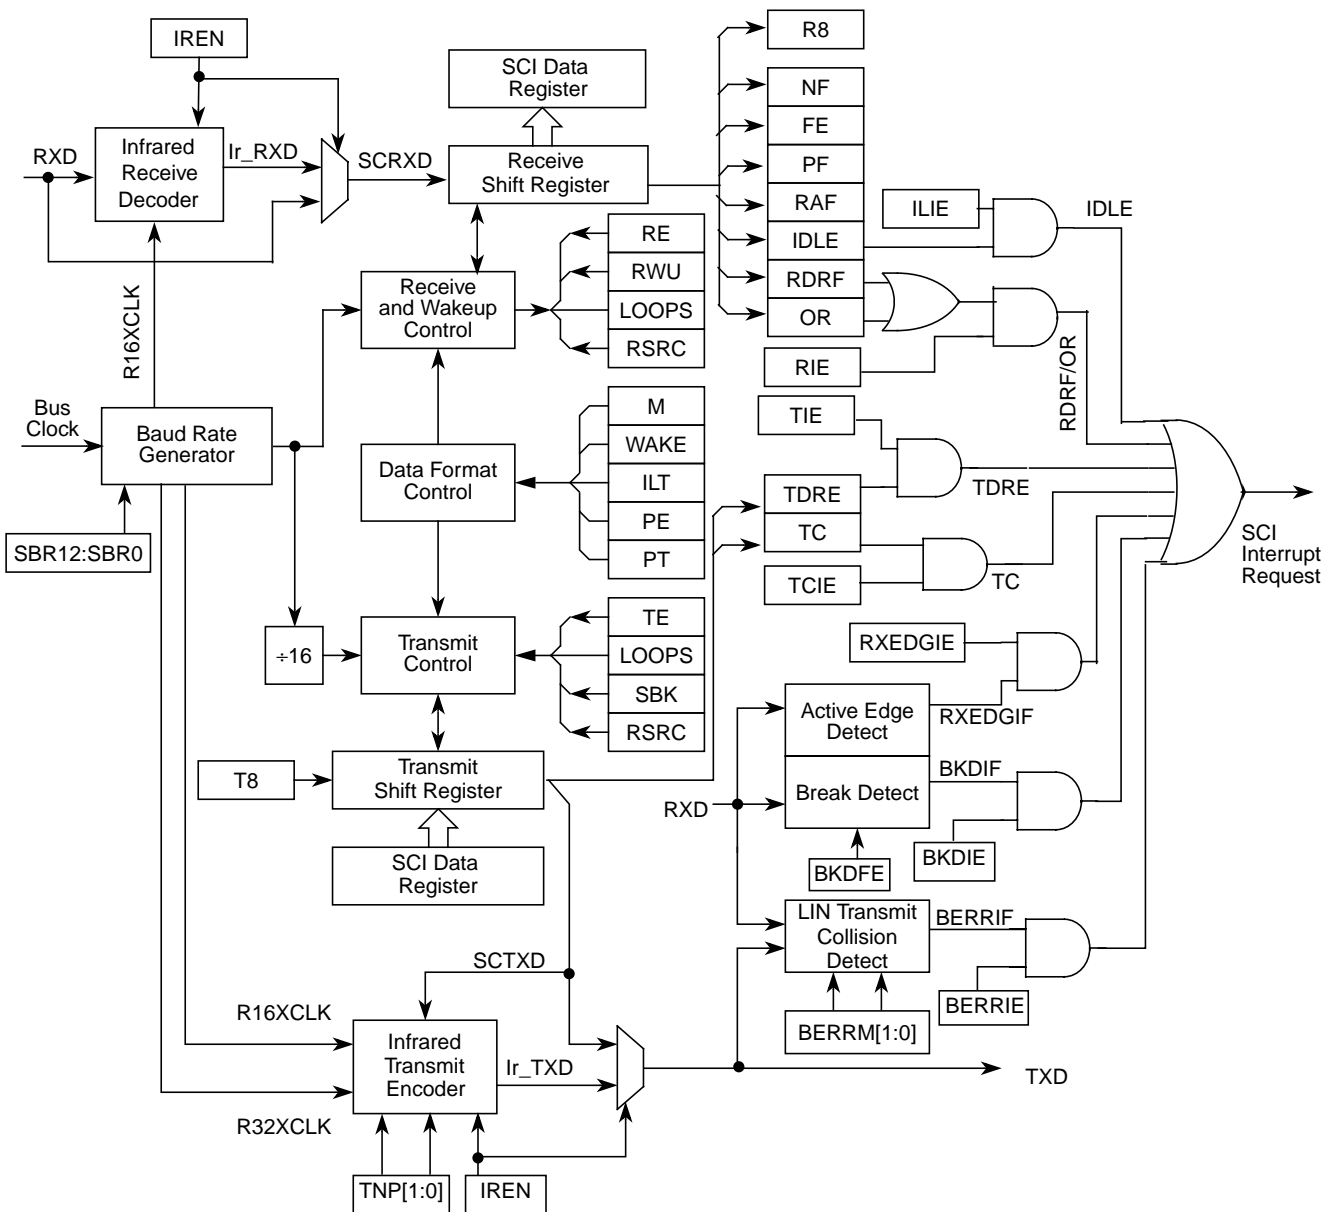 IREN
SCI Data
Register
R8
NF
FE
PF
RAF
IDLE
RDRF
OR
RXD
Infrared
Receive
Decoder
Ir_RXD
SCRXD
Receive
Shift Register
ILIE
IDLE
RE
RWU
LOOPS
RSRC
Receive
and Wakeup
Control
R16XCLK
RIE
RDRF/OR
Bus
Clock
Baud Rate
Generator
Data Format
Control
M
WAKE
ILT
PE
PT
TIE
TDRE
TC
TCIE
TDRE
TC
SCI
Interrupt
Request
SBR12:SBR0
÷16
Transmit
Control
TE
LOOPS
SBK
RSRC
RXEDGIE
Active Edge
Detect
RXEDGIF
T8
Transmit
Shift Register
RXD
Break Detect
BKDIF
BKDFE
BKDIE
SCI Data
Register
LIN Transmit
Collision
Detect
BERRIF
BERRIE
BERRM[1:0]
SCTXD
R16XCLK
Infrared
Transmit
Encoder
Ir_TXD
TXD
R32XCLK
TNP[1:0]
IREN